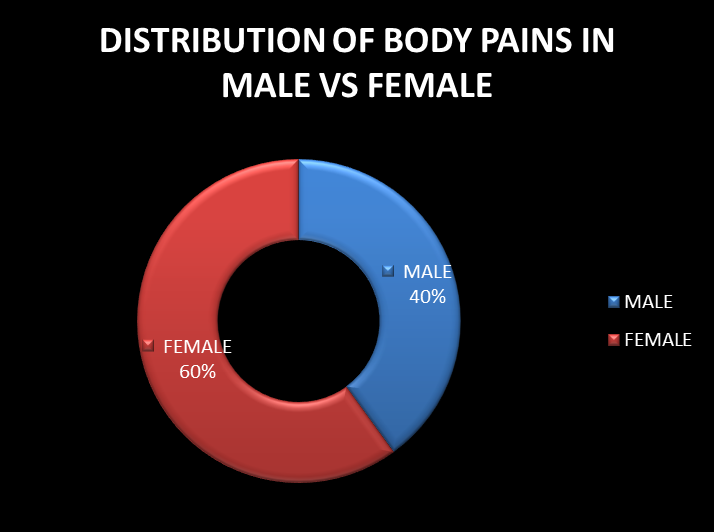 DISTRIBUTION OF BODY PAINS IN
MALE VS FEMALE
MALE
40%
FEMALE
60%
MALE
FEMALE